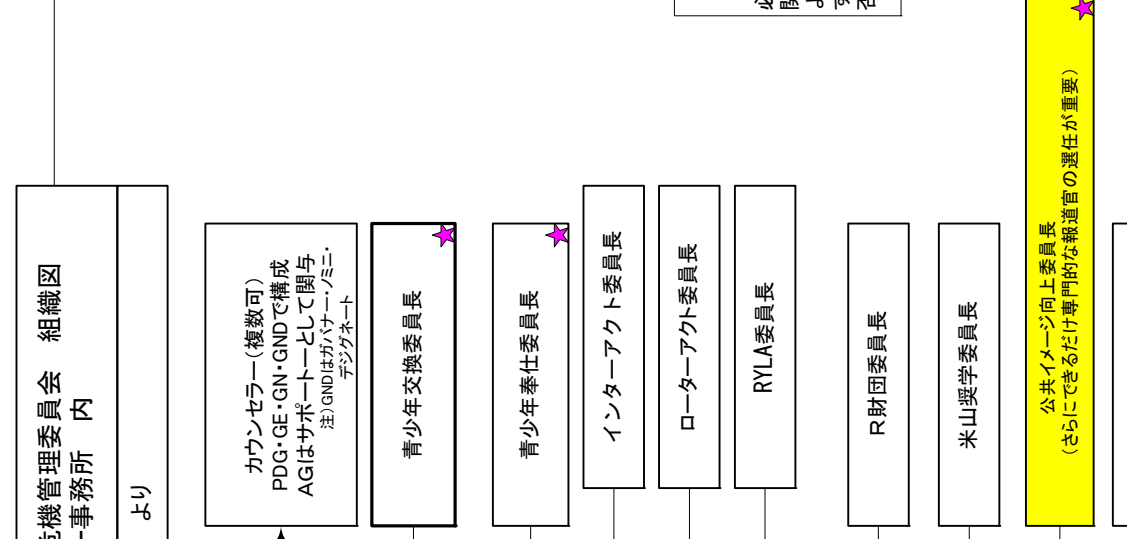 危機管理委員会　組織図
事務所　内
より
カウンセラー（複数可）
PDG・GE・GN・GNDで構成
AGはサポートーとして関与
注）GNDはガバナー・ノミニ・
デジグネート
青少年交換委員長
青少年奉仕委員長
インターアクト委員長
ローターアクト委員長
RYLA委員長
R財団委員長
米山奨学委員長
公共イメージ向上委員長
（さらにできるだけ専門的な報道官の選任が重要）